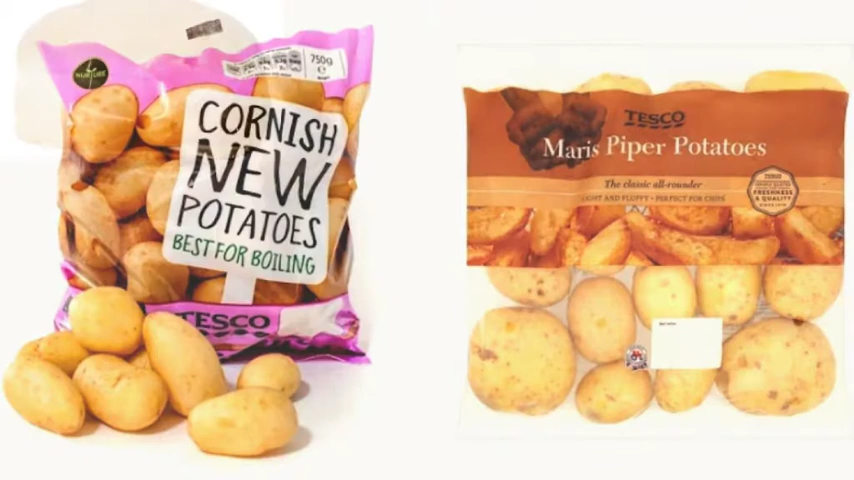 NURTURE
750g
e
CORNISH
NEW
POTATOES
BEST FOR BOILING
TESCO
TESCO
Maris Piper Potatoes
The classic all-rounder
LIGHT AND FLUFFY • PERFECT FOR CHIPS
TESCO
FRESHNESS
& QUALITY